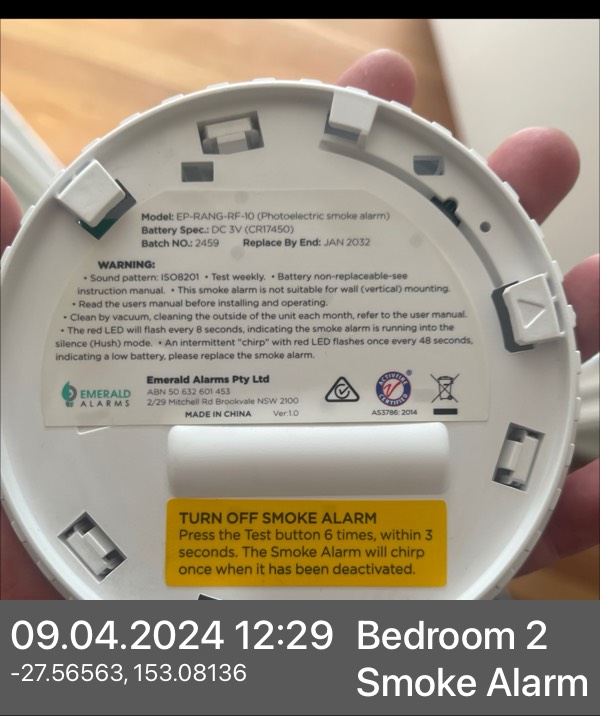 Model: EP-RANG-RF-10 (Photoelectric smoke alarm)
Battery Spec.: DC 3V (CR17450)
Batch NO.: 2459 Replace By End: JAN 2032
WARNING:
• Sound pattern: ISO8201 • Test weekly. • Battery non-replaceable-see
instruction manual. • This smoke alarm is not suitable for wall (vertical) mounting.
• Read the users manual before installing and operating.
• Clean by vacuum, cleaning the outside of the unit each month, refer to the user manual.
• The red LED will flash every 8 seconds, indicating the smoke alarm is running into the
silence (Hush) mode. • An intermittent "chirp" with red LED flashes once every 48 seconds,
indicating a low battery, please replace the smoke alarm.
EMERALD
ALARMS
Emerald Alarms Pty Ltd
ABN 50 632 601 453
2/29 Mitchell Rd Brookvale NSW 2100
MADE IN CHINA Ver:1.0
ACTIVFIRE
CERTIFIED
®
AS3786: 2014
TURN OFF SMOKE ALARM
Press the Test button 6 times, within 3
seconds. The Smoke Alarm will chirp
once when it has been deactivated.
09.04.2024 12:29
-27.56563, 153.08136
Bedroom 2
Smoke Alarm